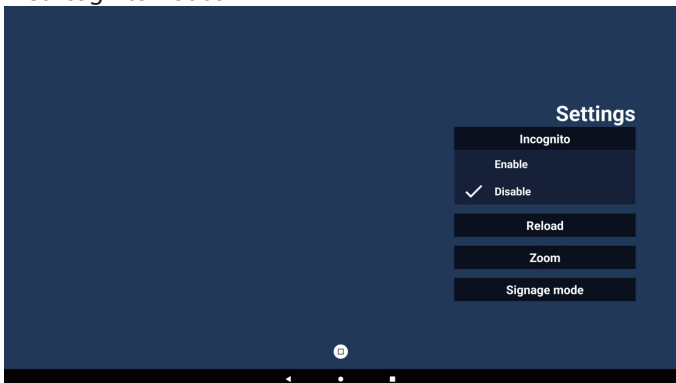 Settings
Incognito
Enable
Disable
Reload
Zoom
Signage mode